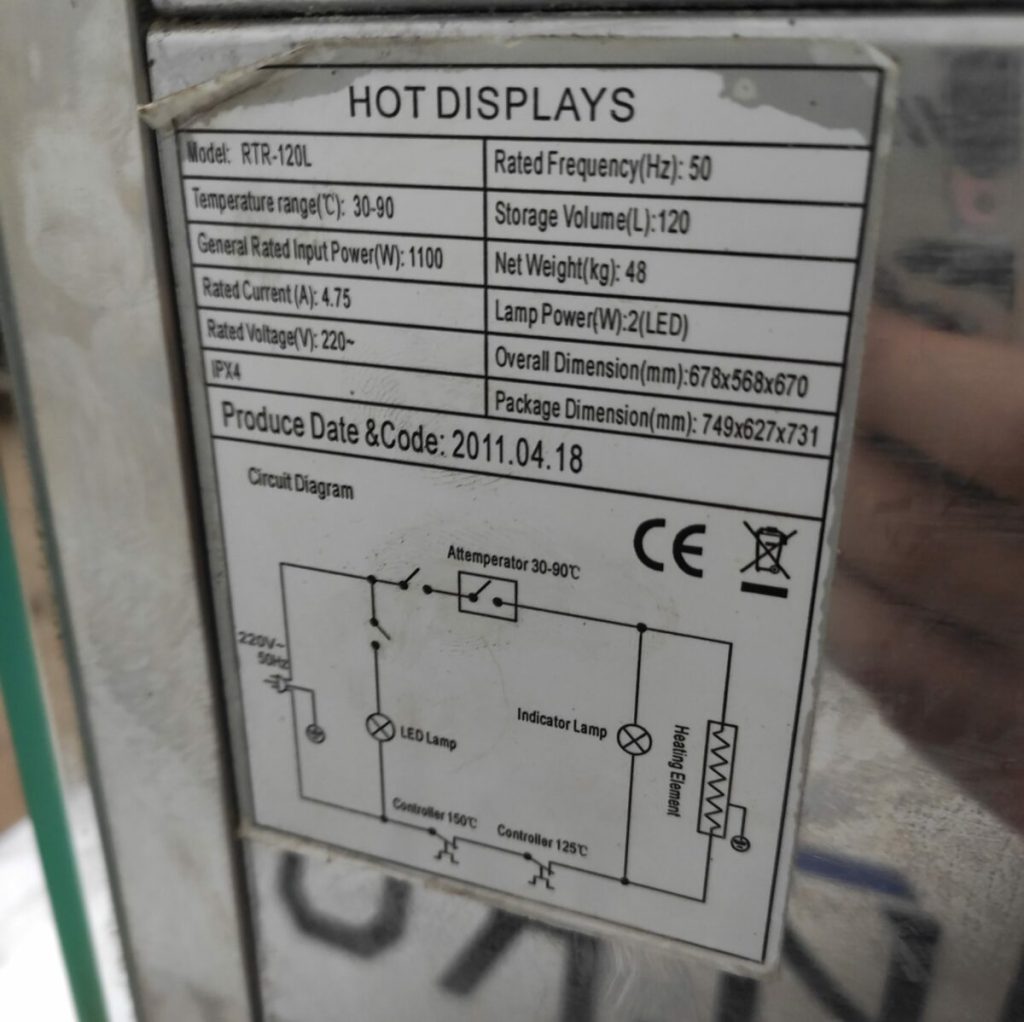 HOT DISPLAYS
Model: RTR-120L
Temperature range(℃): 30-90
General Rated Input Power(W): 1100
Rated Current (A): 4.75
Rated Voltage(V): 220~
IPX4
Rated Frequency(Hz): 50
Storage Volume(L):120
Net Weight(kg): 48
Lamp Power(W):2(LED)
Overall Dimension(mm):678x568x670
Package Dimension(mm): 749x627x731
Produce Date &Code: 2011.04.18
Circuit Diagram
CE
Attemperator 30-90℃
220V~
50Hz
LED Lamp
Indicator Lamp
Heating Element
Controller 150℃
Controller 125℃